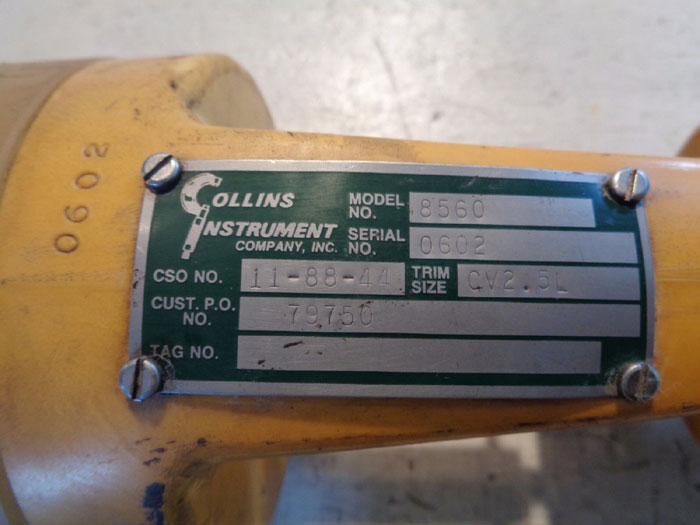 0602
COLLINS
INSTRUMENT
COMPANY, INC.
MODEL NO. 8560
SERIAL NO. 0602
CSO NO. 11-88-44 TRIM SIZE CV2.5L
CUST. P.O. NO. 79750
TAG NO.